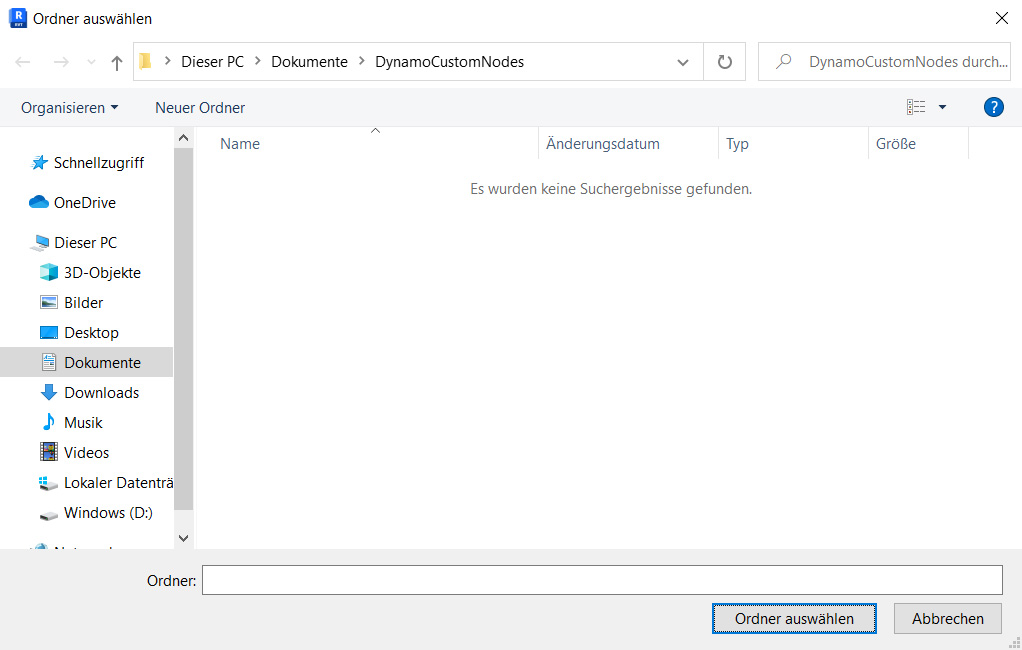 Ordner auswählen
Dieser PC > Dokumente > DynamoCustomNodes
DynamoCustomNodes durch...
Organisieren
Neuer Ordner
?
Name
Änderungsdatum
Typ
Größe
Es wurden keine Suchergebnisse gefunden.
Schnellzugriff
OneDrive
Dieser PC
3D-Objekte
Bilder
Desktop
Dokumente
Downloads
Musik
Videos
Lokaler Datenträ
Windows (D:)
Ordner:
Ordner auswählen
Abbrechen